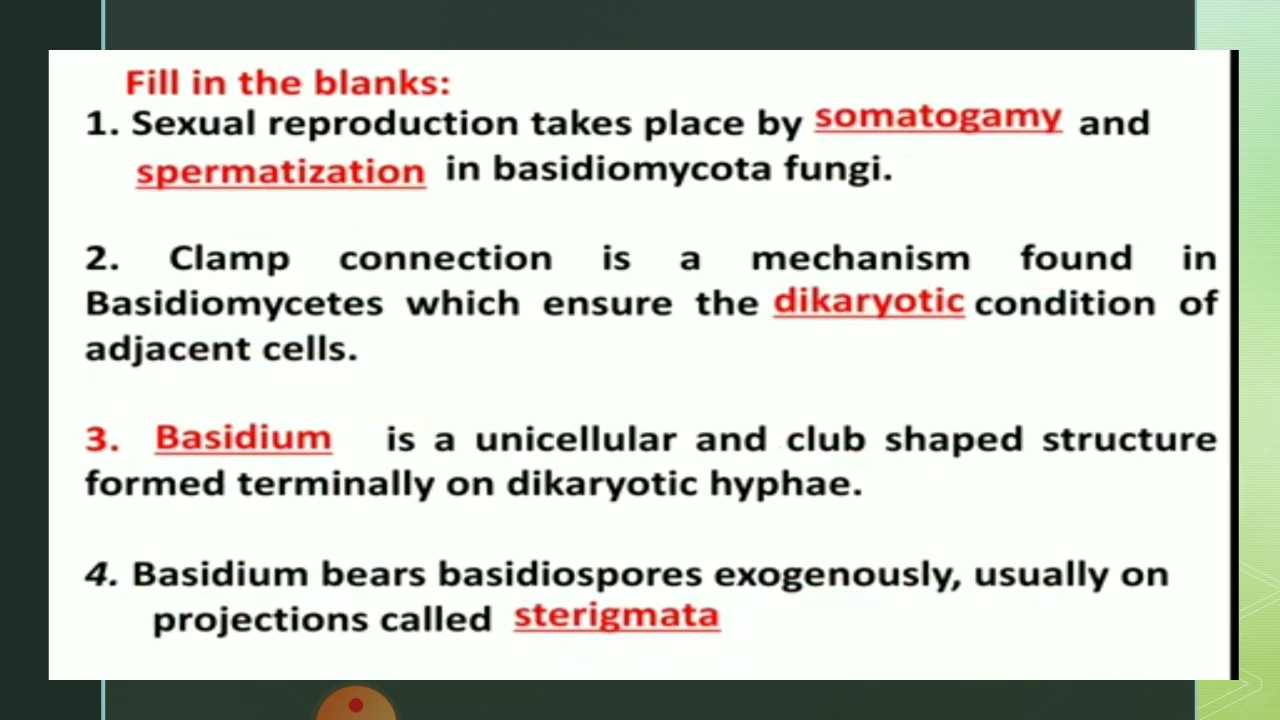 Fill in the blanks:
1. Sexual reproduction takes place by somatogamy and
spermatization in basidiomycota fungi.
2. Clamp connection is a mechanism found in
Basidiomycetes which ensure the dikaryotic condition of
adjacent cells.
3. Basidium is a unicellular and club shaped structure
formed terminally on dikaryotic hyphae.
4. Basidium bears basidiospores exogenously, usually on
projections called sterigmata